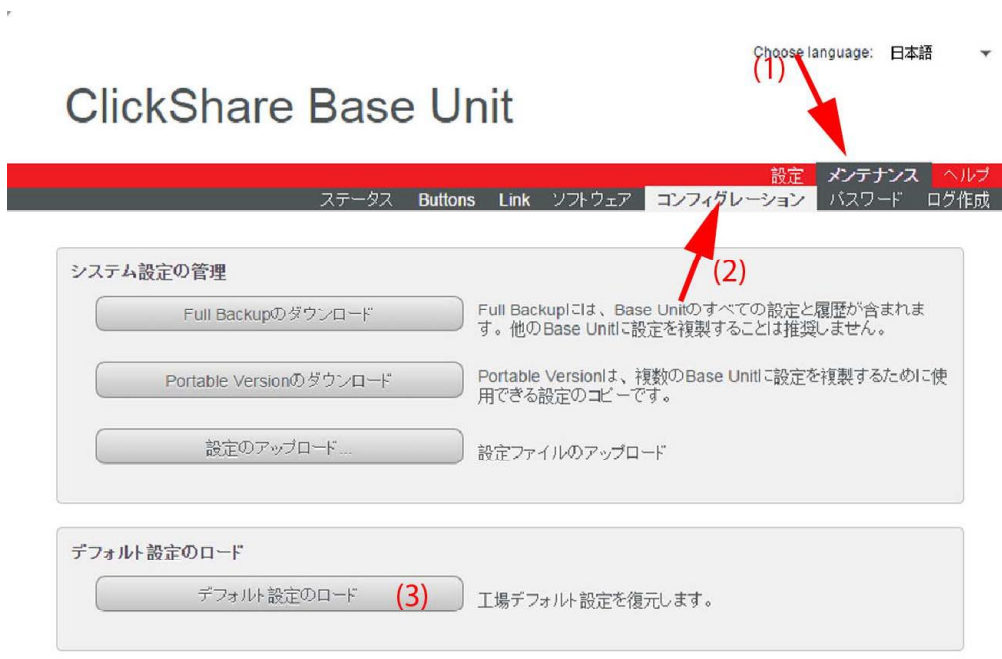 Choose language: 日本語
(1)
ClickShare Base Unit
設定 メンテナンス ヘルプ
ステータス Buttons Link ソフトウェア コンフィグレーション パスワード ログ作成
(2)
システム設定の管理
Full Backupのダウンロード
Full Backupには、Base Unitのすべての設定と履歴が含まれま
す。他のBase Unitに設定を複製することは推奨しません。
Portable Versionのダウンロード
Portable Versionは、複数のBase Unitに設定を複製するために使
用できる設定のコピーです。
設定のアップロード...
設定ファイルのアップロード
デフォルト設定のロード
デフォルト設定のロード (3)
工場デフォルト設定を復元します。